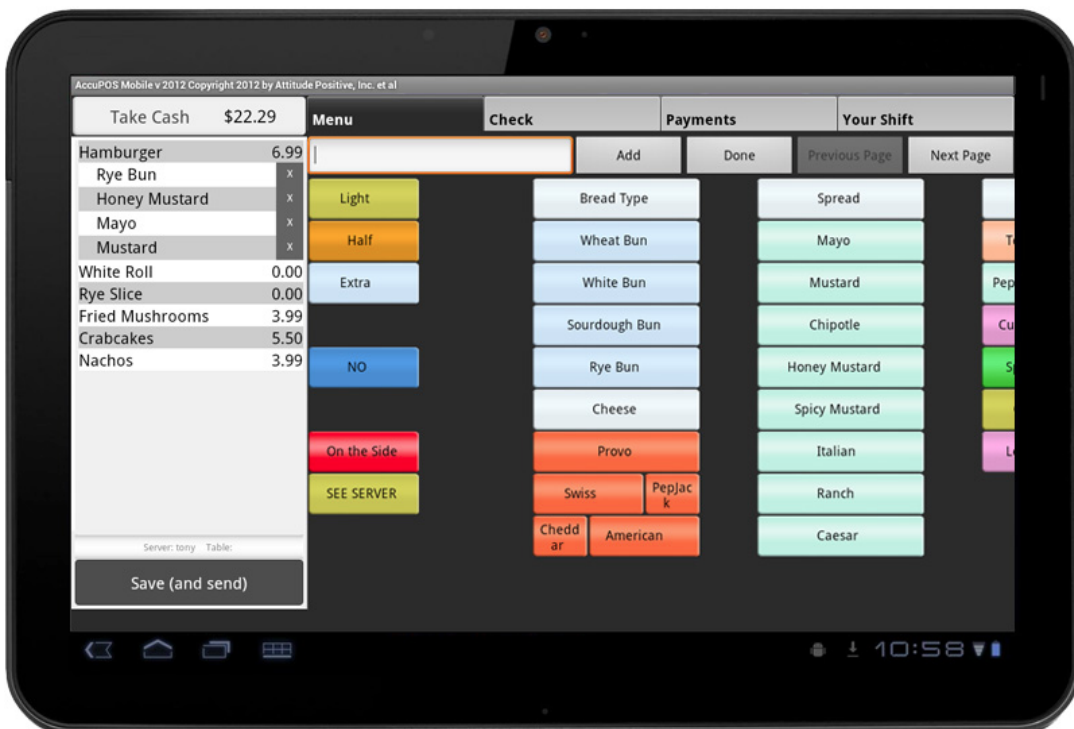 AccuPOS Mobile v 2012 Copyright 2012 by Attitude Positive, Inc. et al
Take Cash $22.29
Menu Check Payments Your Shift
Add Done Previous Page Next Page
Hamburger 6.99
Rye Bun x
Honey Mustard x
Mayo x
Mustard x
White Roll 0.00
Rye Slice 0.00
Fried Mushrooms 3.99
Crabcakes 5.50
Nachos 3.99
Server: tony Table:
Save (and send)
Light
Half
Extra
NO
On the Side
SEE SERVER
Bread Type
Wheat Bun
White Bun
Sourdough Bun
Rye Bun
Cheese
Provo
Swiss
PepJac
k
Chedd
ar
American
Spread
Mayo
Mustard
Chipotle
Honey Mustard
Spicy Mustard
Italian
Ranch
Caesar
Pep
Cu
10:58